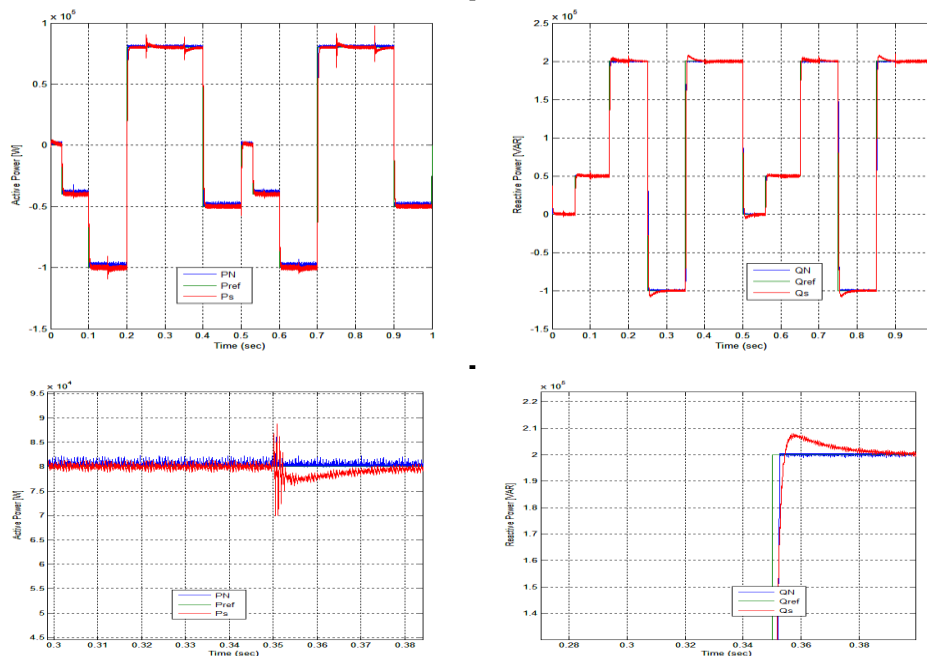 x 10⁶
1
0.5
0
-0.5
-1
-1.5
Active Power [W]
PN
Pref
Ps
0 0.1 0.2 0.3 0.4 0.5 0.6 0.7 0.8 0.9 1
Time (sec)
x 10⁶
2.5
2
1.5
1
0.5
0
-0.5
-1
-1.5
Reactive Power [VAR]
QN
Qref
Qs
0 0.1 0.2 0.3 0.4 0.5 0.6 0.7 0.8 0.9
Time (sec)
x 10⁴
9.5
9
8.5
8
7.5
7
6.5
6
5.5
5
4.5
Active Power [W]
PN
Pref
Ps
0.3 0.31 0.32 0.33 0.34 0.35 0.36 0.37 0.38
Time (sec)
x 10⁶
2.2
2.1
2
1.9
1.8
1.7
1.6
1.5
1.4
Reactive Power [VAR]
QN
Qref
Qs
0.28 0.3 0.32 0.34 0.36 0.38
Time (sec)